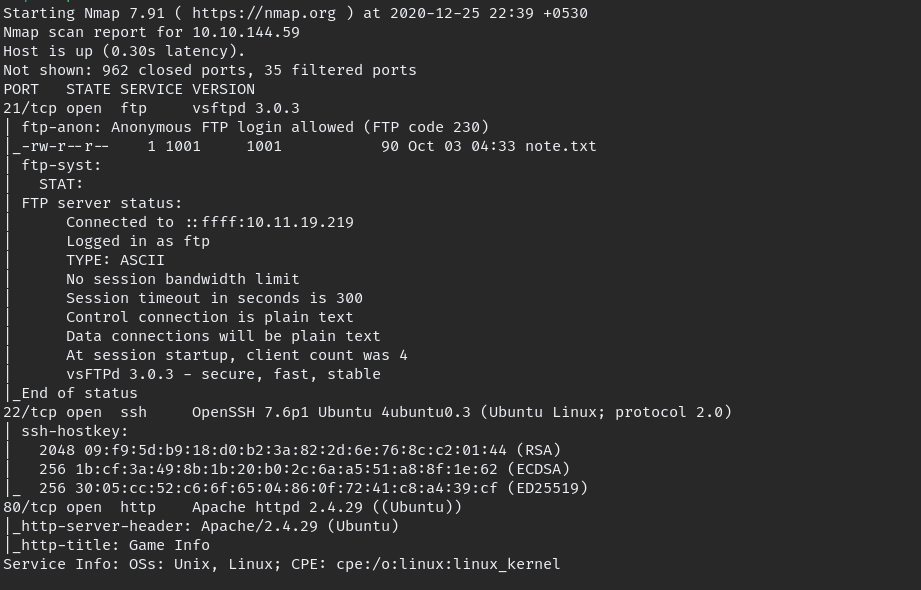 Starting Nmap 7.91 ( https://nmap.org ) at 2020-12-25 22:39 +0530
Nmap scan report for 10.10.144.59
Host is up (0.30s latency).
Not shown: 962 closed ports, 35 filtered ports
PORT   STATE SERVICE VERSION
21/tcp open  ftp     vsftpd 3.0.3
| ftp-anon: Anonymous FTP login allowed (FTP code 230)
|_-rw-r--r--    1 1001     1001           90 Oct 03 04:33 note.txt
| ftp-syst:
|   STAT:
| FTP server status:
|      Connected to ::ffff:10.11.19.219
|      Logged in as ftp
|      TYPE: ASCII
|      No session bandwidth limit
|      Session timeout in seconds is 300
|      Control connection is plain text
|      Data connections will be plain text
|      At session startup, client count was 4
|      vsFTPd 3.0.3 - secure, fast, stable
|_End of status
22/tcp open  ssh     OpenSSH 7.6p1 Ubuntu 4ubuntu0.3 (Ubuntu Linux; protocol 2.0)
| ssh-hostkey:
|   2048 09:f9:5d:b9:18:d0:b2:3a:82:2d:6e:76:8c:c2:01:44 (RSA)
|   256 1b:cf:3a:49:8b:1b:20:b0:2c:6a:a5:51:a8:8f:1e:62 (ECDSA)
|_  256 30:05:cc:52:c6:6f:65:04:86:0f:72:41:c8:a4:39:cf (ED25519)
80/tcp open  http    Apache httpd 2.4.29 ((Ubuntu))
|_http-server-header: Apache/2.4.29 (Ubuntu)
|_http-title: Game Info
Service Info: OSs: Unix, Linux; CPE: cpe:/o:linux:linux_kernel